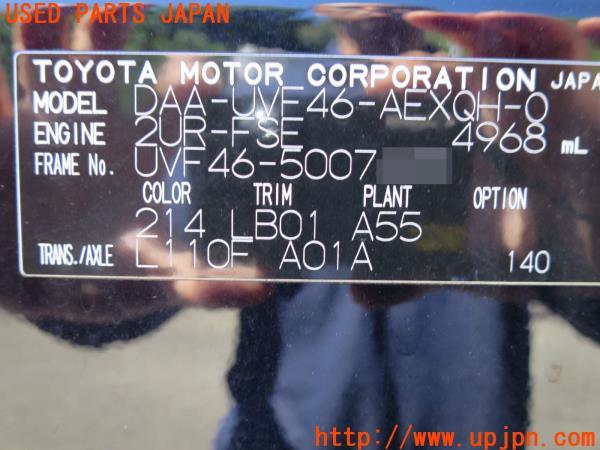 USED PARTS JAPAN
TOYOTA MOTOR CORPORATION JAPA
MODEL DAA-UVF46-AEXQH-0
ENGINE 2UR-FSE 4968 mL
FRAME No. UVF46-5007
COLOR TRIM PLANT OPTION
214 LB01 A55
TRANS./AXLE L110F A01A 140
http://www.upjpn.com